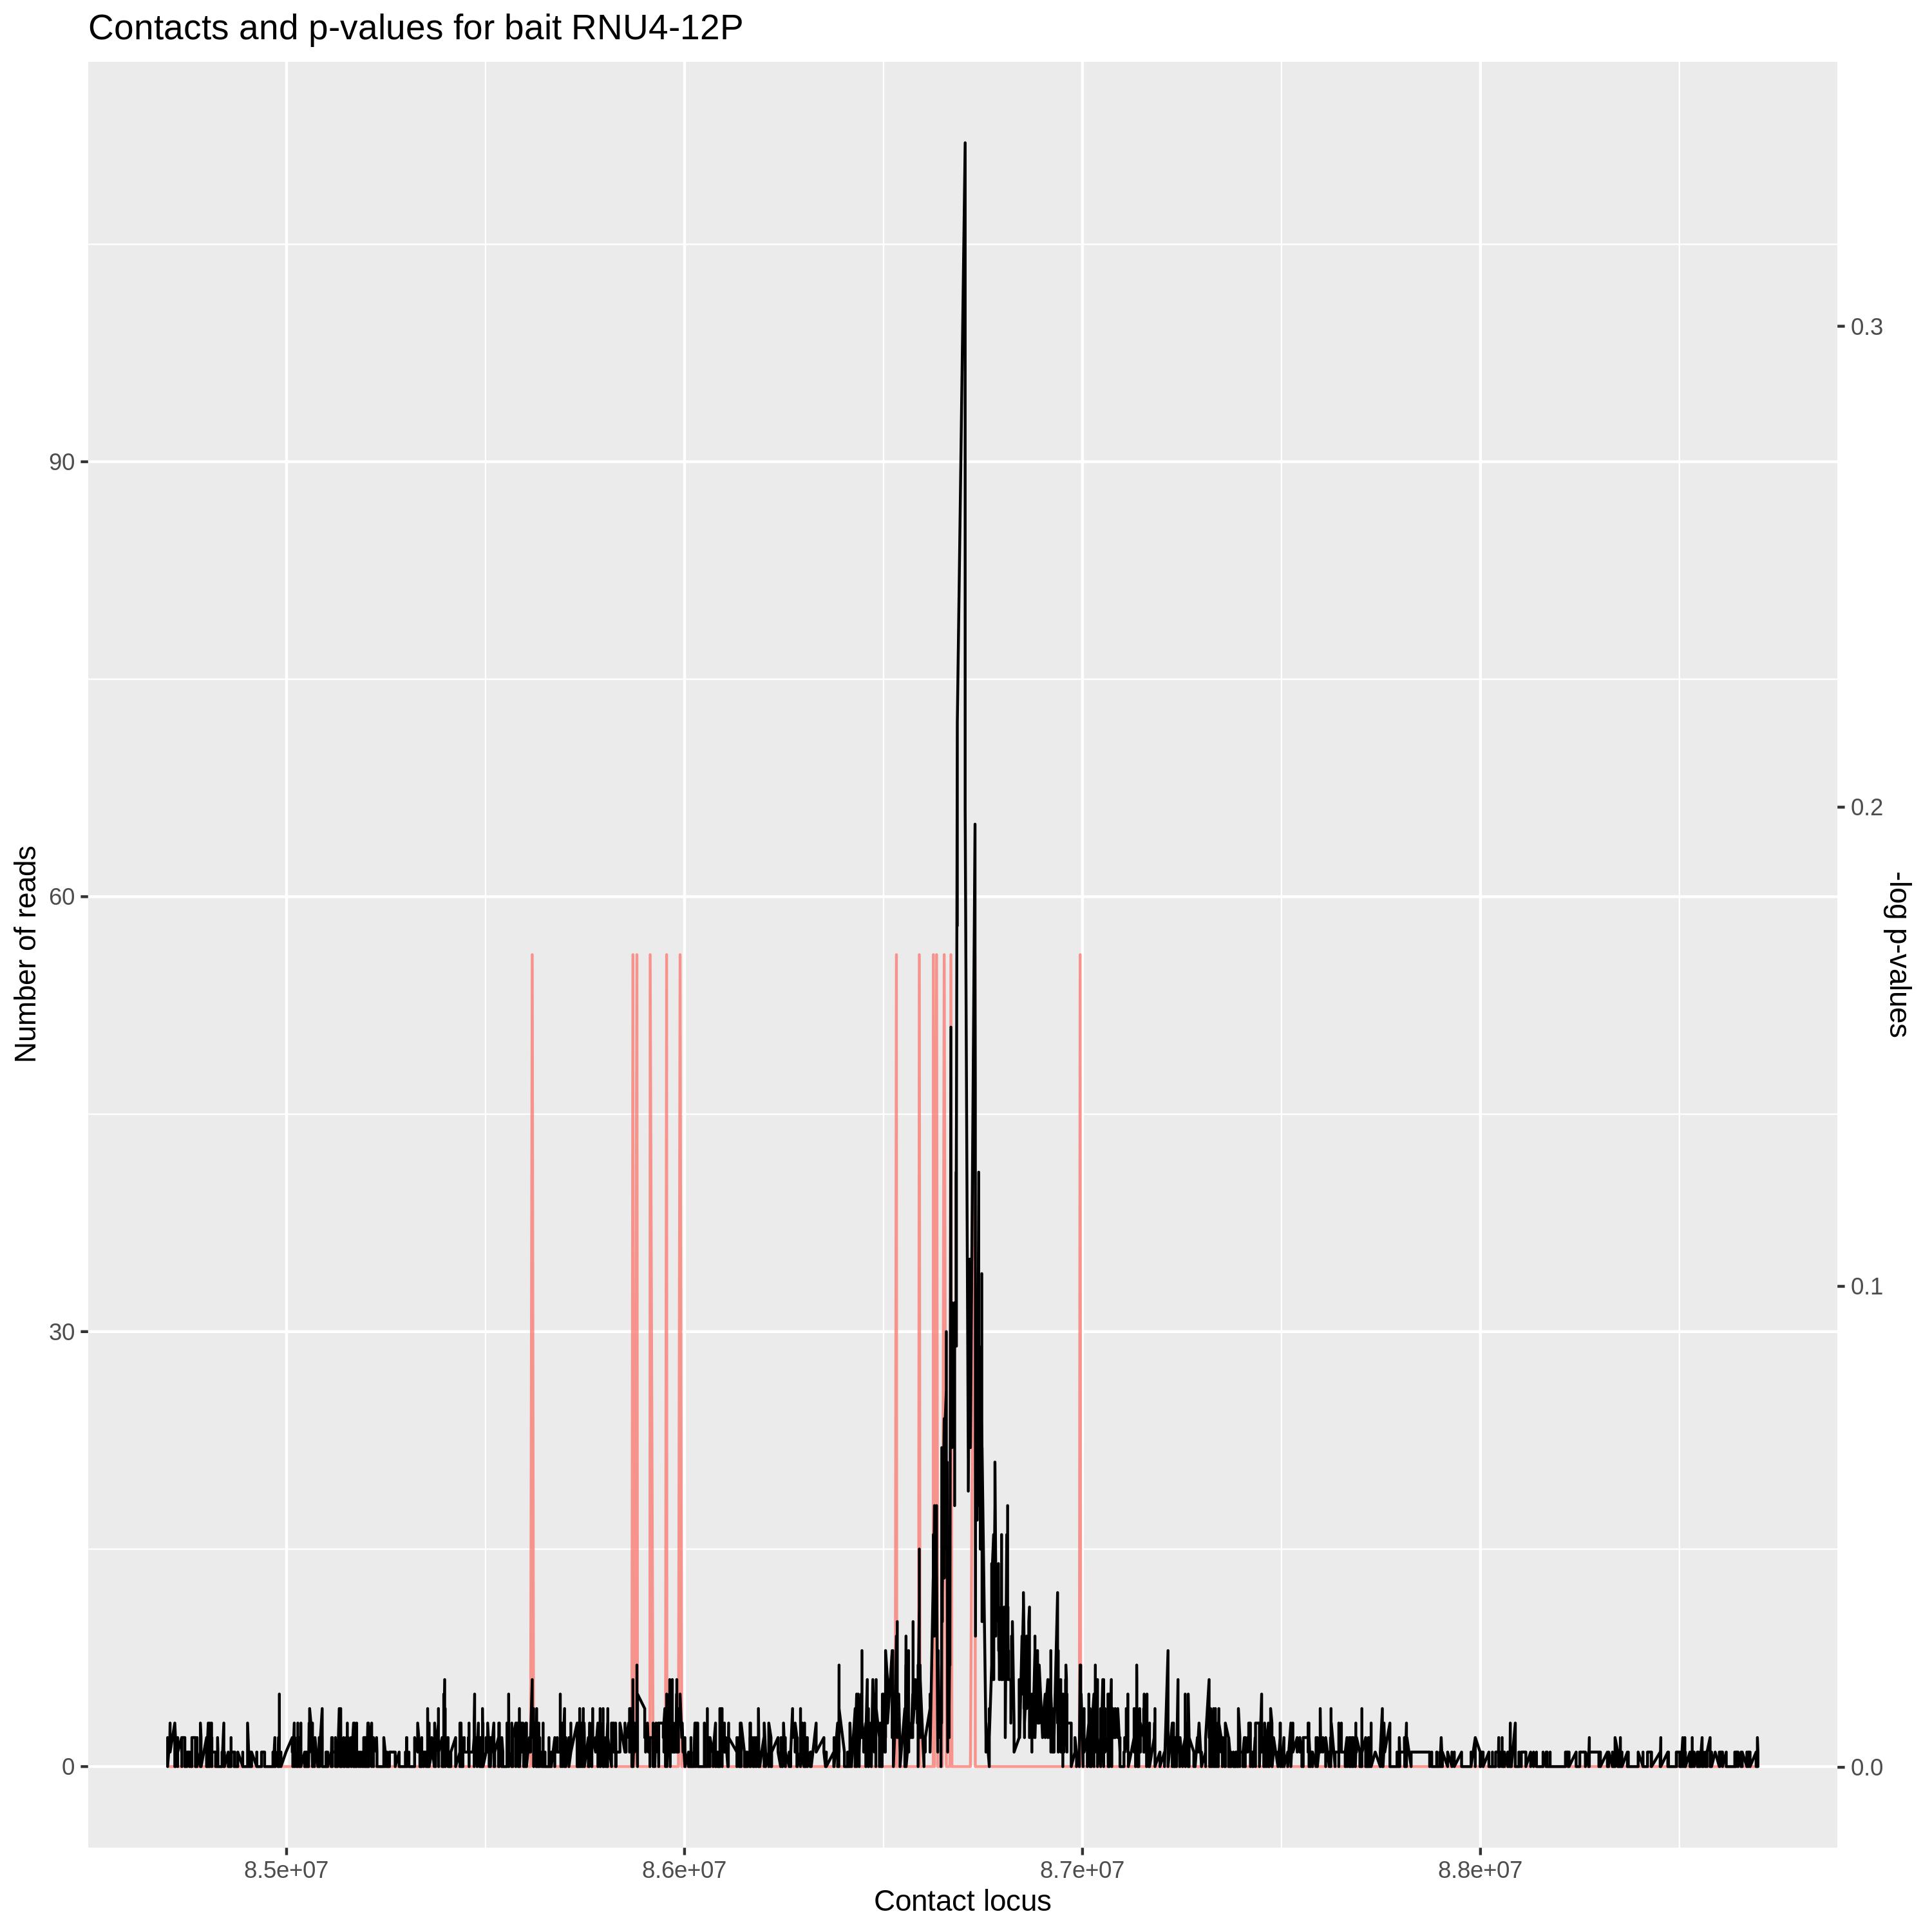 Contacts and p-values for bait RNU4-12P
Number of reads
90
60
30
0
0.3
0.2
0.1
0.0
-log p-values
8.5e+07
8.6e+07
8.7e+07
8.8e+07
Contact locus